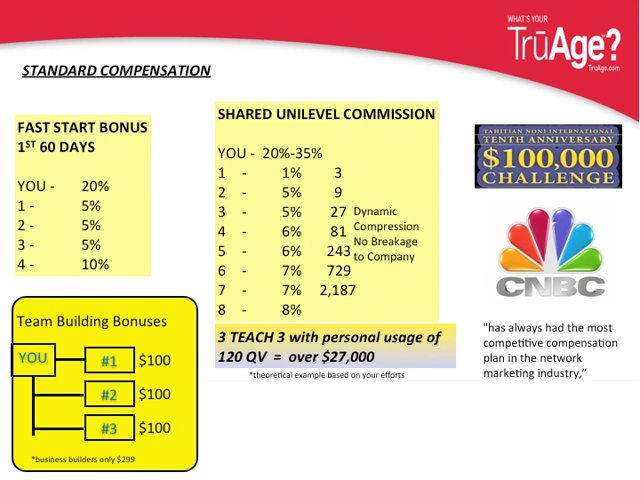 WHAT'S YOUR
TrūAge?
TruAge.com
STANDARD COMPENSATION
FAST START BONUS
1ST 60 DAYS
YOU - 20%
1 - 5%
2 - 5%
3 - 5%
4 - 10%
SHARED UNILEVEL COMMISSION
YOU - 20%-35%
1 - 1% 3
2 - 5% 9
3 - 5% 27
4 - 6% 81
5 - 6% 243
6 - 7% 729
7 - 7% 2,187
8 - 8%
Dynamic
Compression
No Breakage
to Company
3 TEACH 3 with personal usage of
120 QV = over $27,000
*theoretical example based on your efforts
TAHITIAN NONI INTERNATIONAL
TENTH ANNIVERSARY
$100,000
CHALLENGE
CNBC
"has always had the most
competitive compensation
plan in the network
marketing industry,”
Team Building Bonuses
YOU #1 $100
#2 $100
#3 $100
*business builders only $299